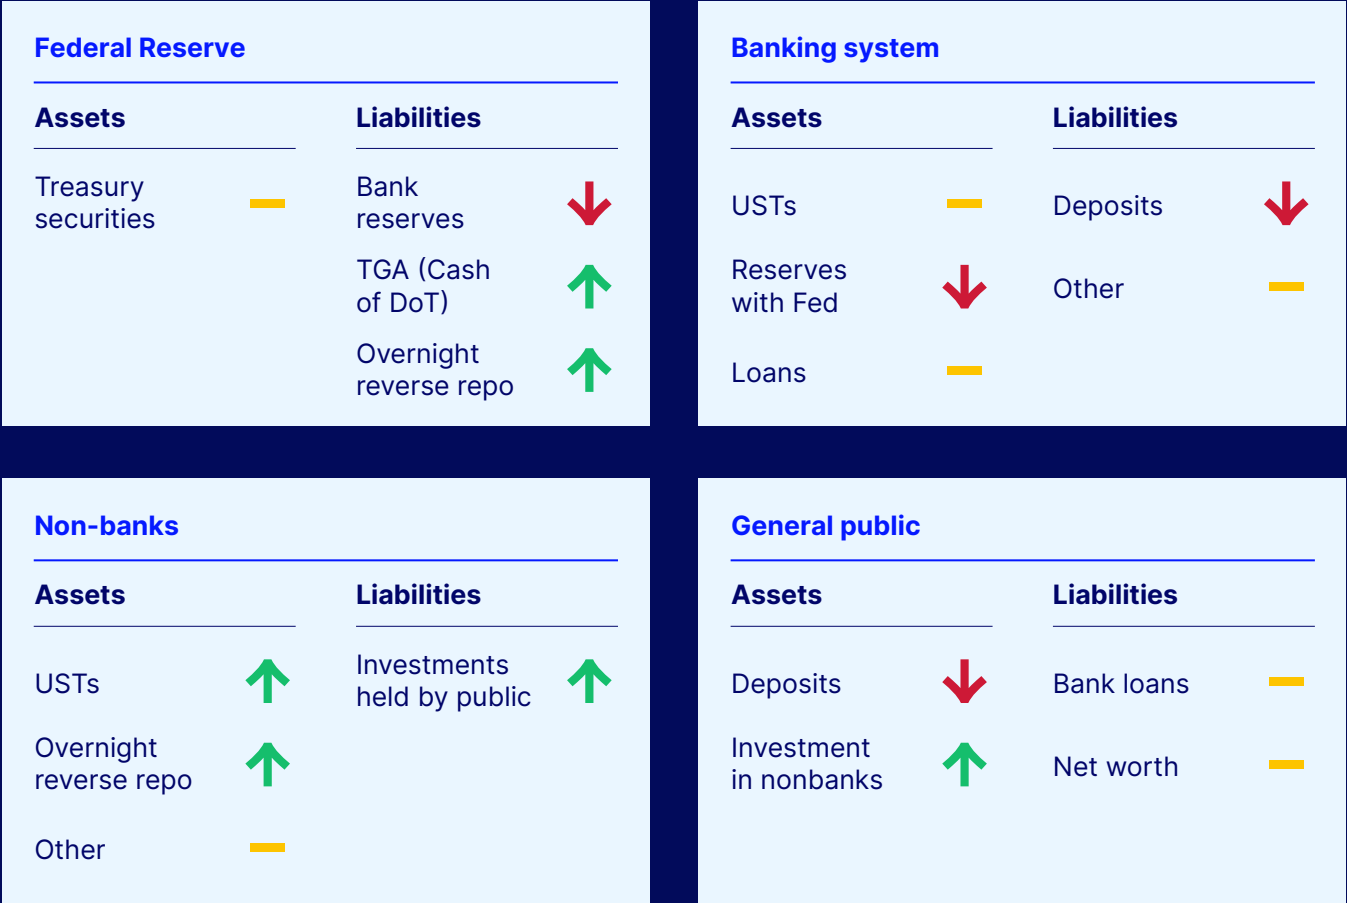 Federal Reserve
Assets
Liabilities
Treasury
securities
Bank
reserves
TGA (Cash
of DoT)
Overnight
reverse repo
Banking system
Assets
Liabilities
USTs
Deposits
Reserves
with Fed
Other
Loans
Non-banks
Assets
Liabilities
USTs
Investments
held by public
Overnight
reverse repo
Other
General public
Assets
Liabilities
Deposits
Bank loans
Investment
in nonbanks
Net worth